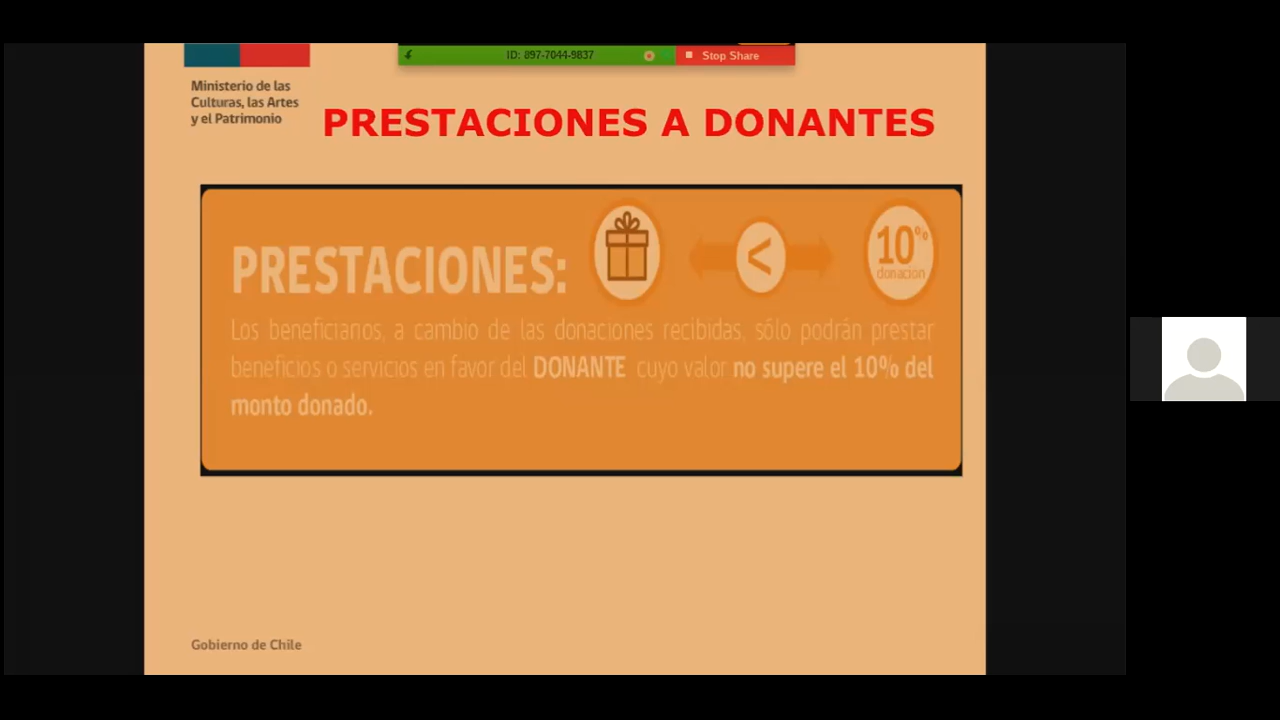 ID: 897-7044-9837
Stop Share
Ministerio de las
Culturas, las Artes
y el Patrimonio
PRESTACIONES A DONANTES
PRESTACIONES:
<
10%
donación
Los beneficiarios, a cambio de las donaciones recibidas, sólo podrán prestar
beneficios o servicios en favor del DONANTE cuyo valor no supere el 10% del
monto donado.
Gobierno de Chile